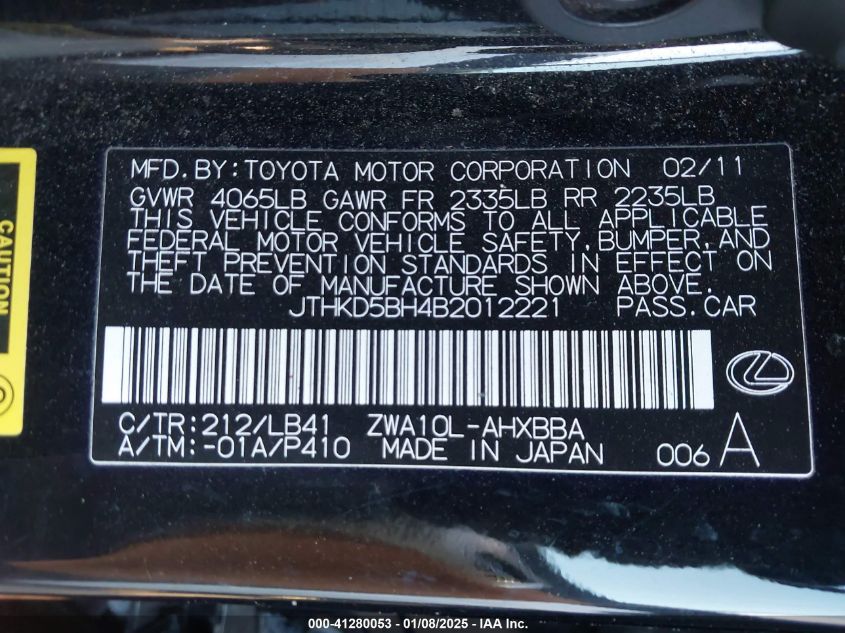 MFD.BY:TOYOTA MOTOR CORPORATION 02/11
GVWR 4065LB GAWR FR 2335LB RR 2235LB
THIS VEHICLE CONFORMS TO ALL APPLICABLE
FEDERAL MOTOR VEHICLE SAFETY,BUMPER,AND
THEFT PREVENTION STANDARDS IN EFFECT ON
THE DATE OF MANUFACTURE SHOWN ABOVE.
JTHKD5BH4B2012221 PASS.CAR
C/TR:212/LB41 ZWA10L-AHXBBA
A/TM:-01A/P410 MADE IN JAPAN 006 A
CAUTION
000-41280053 - 01/08/2025 - IAA Inc.